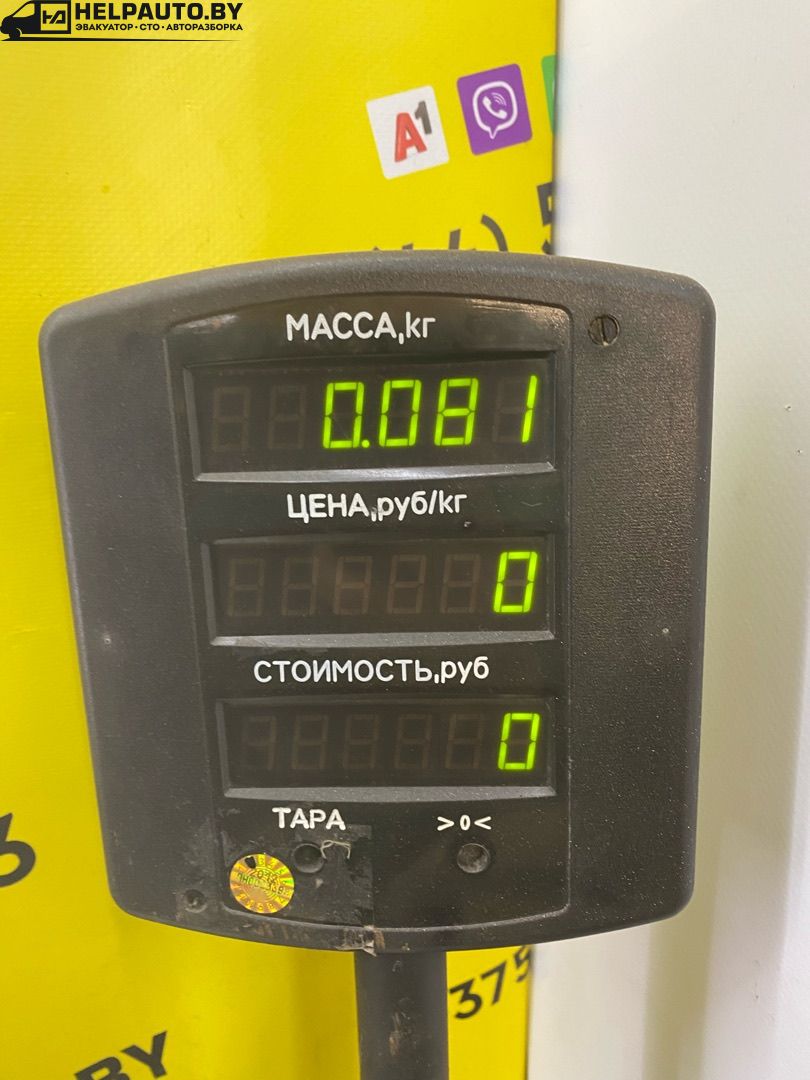 HELPAUTO.BY
ЭВАКУАТОР · СТО · АВТОРАЗБОРКА
A1
МАССА,кг
0.081
ЦЕНА,руб/кг
0
СТОИМОСТЬ,руб
0
ТАРА >0<
375
BY